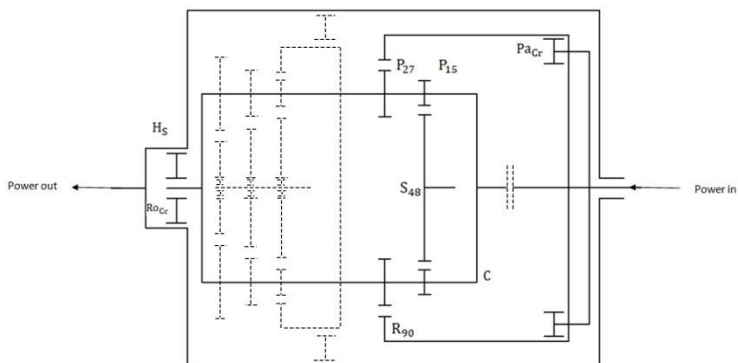 Pa_Cr
P_27
P_15
H_S
Power out
S_48
Power in
Ro_Cc
C
R_90